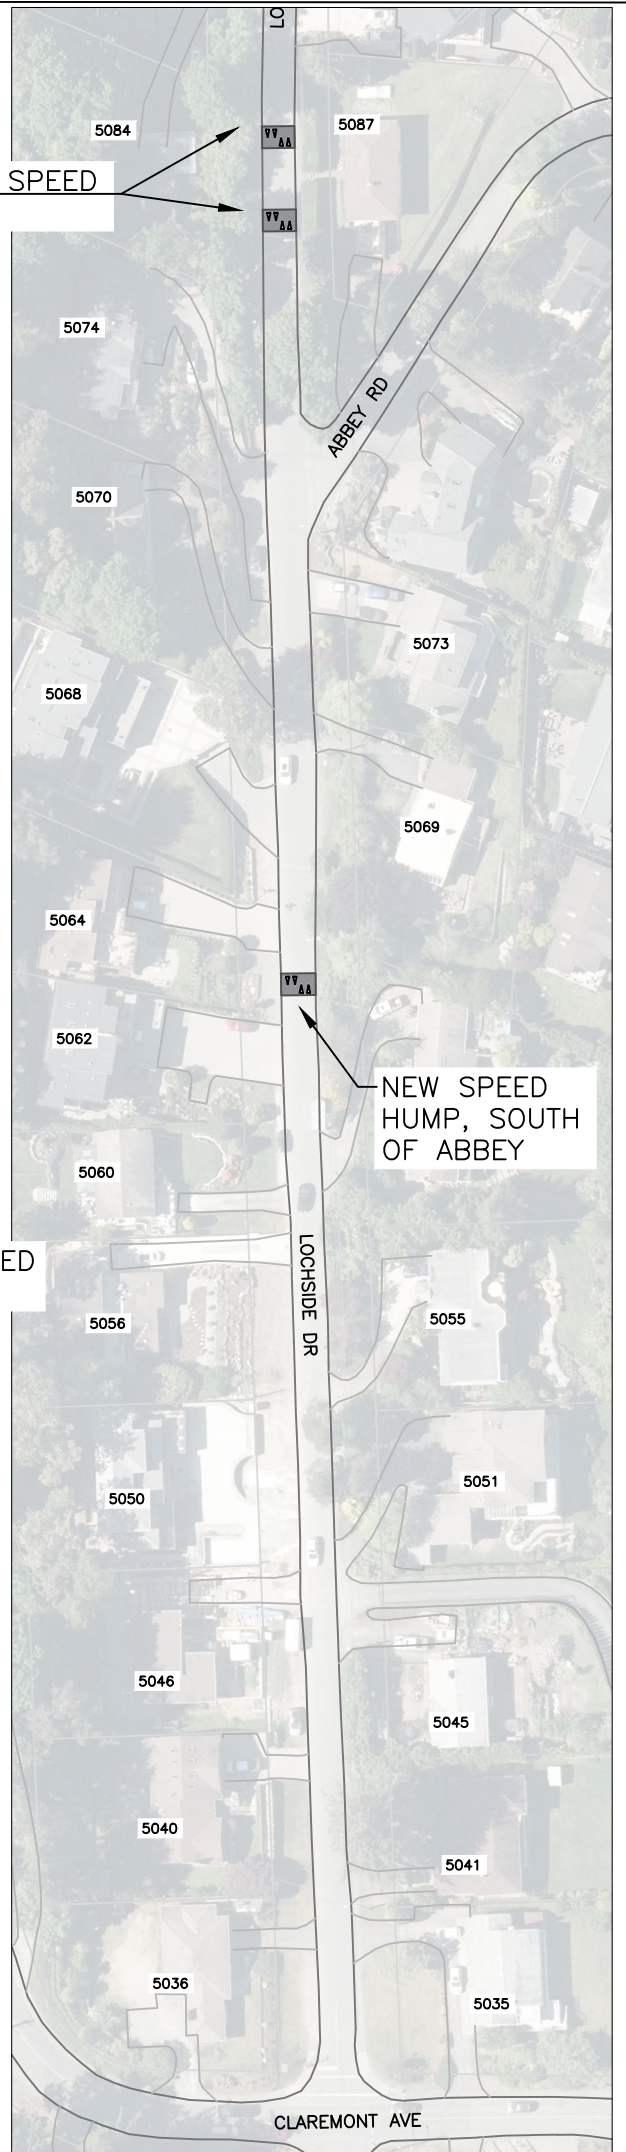 LO
5084
5087
SPEED
5074
ABBEY RD
5070
5073
5068
5069
5064
5062
NEW SPEED
HUMP, SOUTH
OF ABBEY
5060
ED
LOCHSIDE DR
5056
5055
5051
5050
5046
5045
5040
5041
5036
5035
CLAREMONT AVE